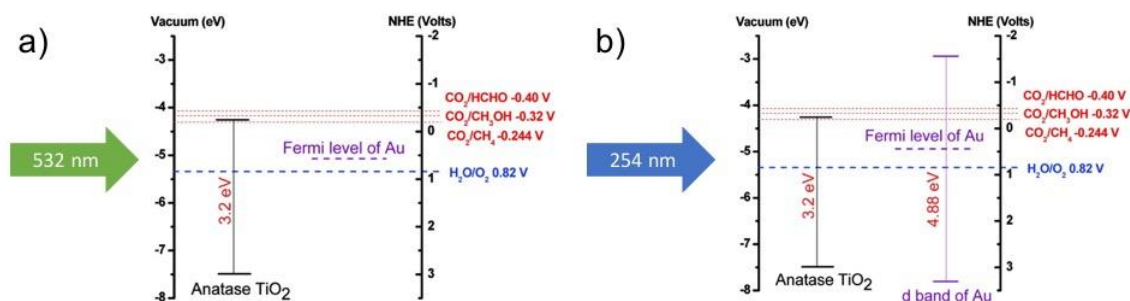 a)
Vacuum (eV)
NHE (Volts)
-3
-4
-5
-6
-7
-8
-2
-1
0
1
2
3
CO₂/HCHO -0.40 V
CO₂/CH₃OH -0.32 V
CO₂/CH₄ -0.244 V
Fermi level of Au
H₂O/O₂ 0.82 V
532 nm
3.2 eV
Anatase TiO₂
b)
Vacuum (eV)
NHE (Volts)
-3
-4
-5
-6
-7
-8
-2
-1
0
1
2
3
CO₂/HCHO -0.40 V
CO₂/CH₃OH -0.32 V
CO₂/CH₄ -0.244 V
Fermi level of Au
H₂O/O₂ 0.82 V
254 nm
3.2 eV
4.88 eV
Anatase TiO₂
d band of Au